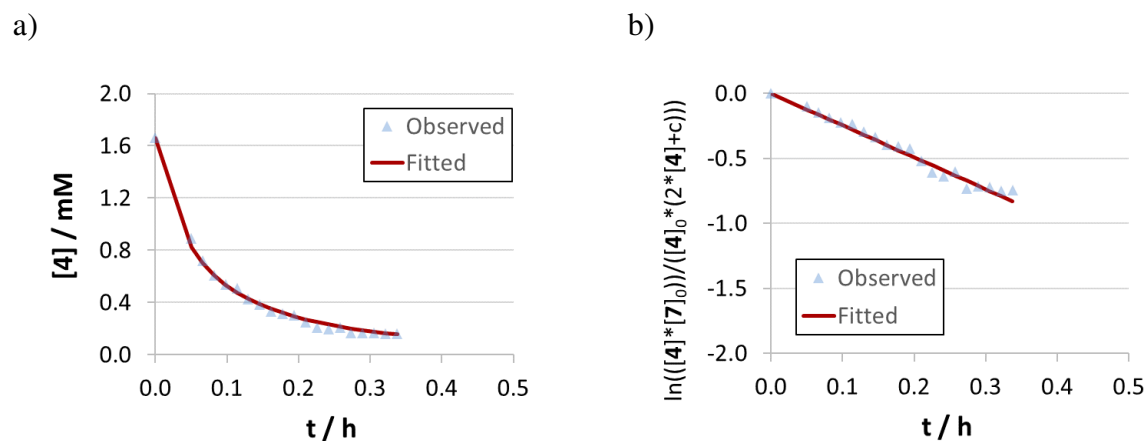 a)
b)
[4] / mM
2.0
1.6
1.2
0.8
0.4
0.0
Observed
Fitted
0.0
0.1
0.2
0.3
0.4
0.5
t / h
ln(([4]*[7]₀))/([4]₀*(2*[4]+c)))
0.0
-0.5
-1.0
-1.5
-2.0
Observed
Fitted
0.0
0.1
0.2
0.3
0.4
0.5
t / h